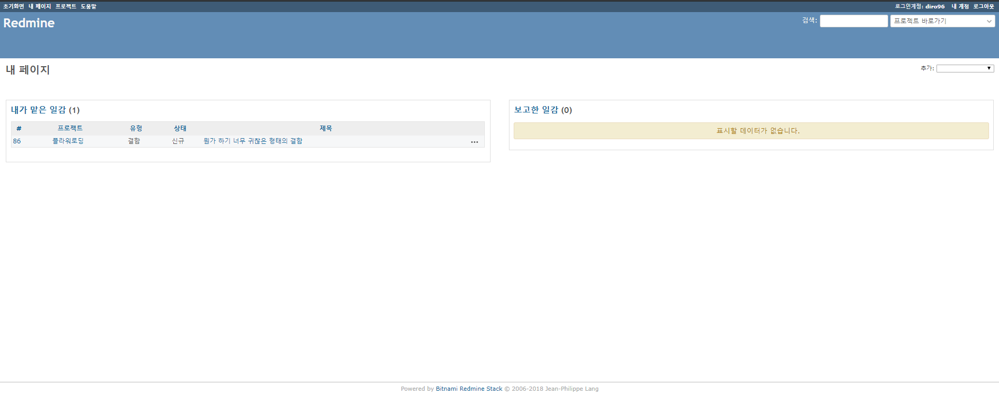 초기화면 내 페이지 프로젝트 도움말
로그인계정: diro96 내 계정 로그아웃
Redmine
검색: 프로젝트 바로가기
내 페이지
추가:
내가 맡은 일감 (1)
# 프로젝트 유형 상태 제목
86 플라워로딩 결함 신규 뭔가 하기 너무 귀찮은 형태의 결함
보고한 일감 (0)
표시할 데이터가 없습니다.
Powered by Bitnami Redmine Stack © 2006-2018 Jean-Philippe Lang